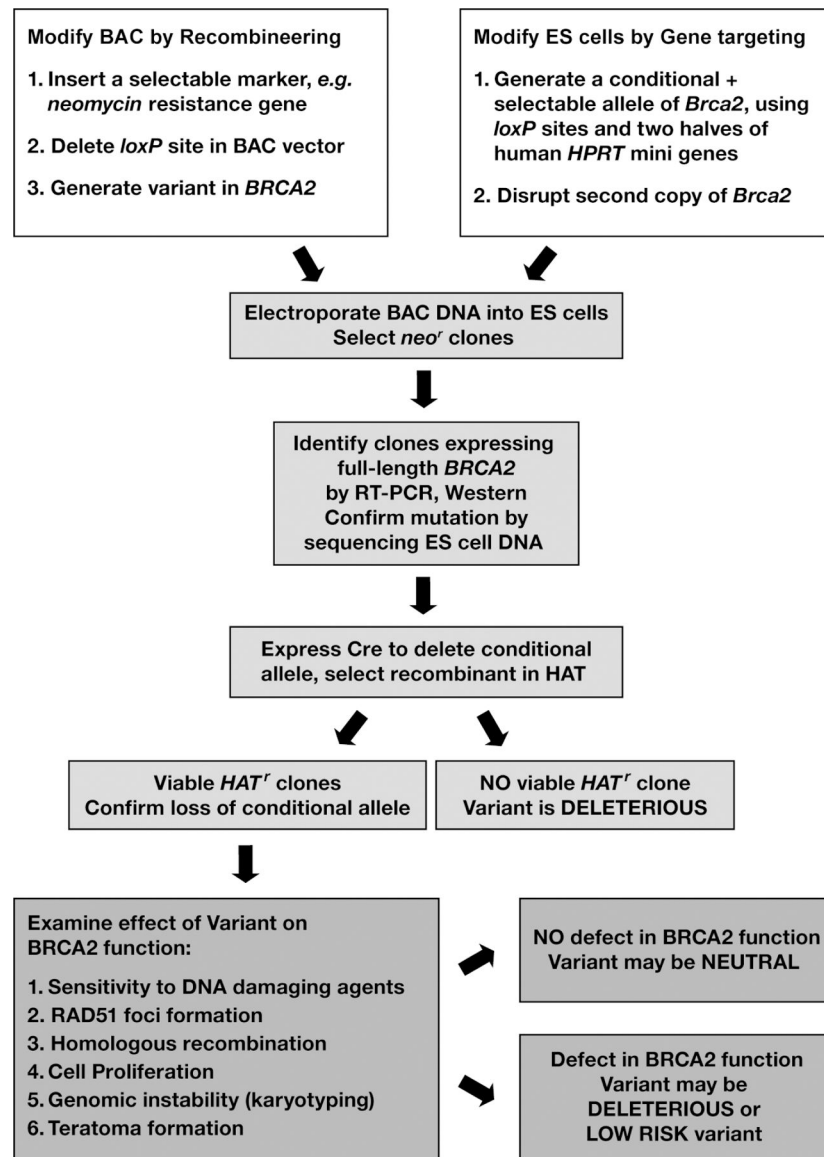 Modify BAC by Recombineering
1. Insert a selectable marker, e.g.
neomycin resistance gene
2. Delete loxP site in BAC vector
3. Generate variant in BRCA2
Modify ES cells by Gene targeting
1. Generate a conditional +
selectable allele of Brca2, using
loxP sites and two halves of
human HPRT mini genes
2. Disrupt second copy of Brca2
Electroporate BAC DNA into ES cells
Select neoʳ clones
Identify clones expressing
full-length BRCA2
by RT-PCR, Western
Confirm mutation by
sequencing ES cell DNA
Express Cre to delete conditional
allele, select recombinant in HAT
Viable HATʳ clones
Confirm loss of conditional allele
NO viable HATʳ clone
Variant is DELETERIOUS
Examine effect of Variant on
BRCA2 function:
1. Sensitivity to DNA damaging agents
2. RAD51 foci formation
3. Homologous recombination
4. Cell Proliferation
5. Genomic instability (karyotyping)
6. Teratoma formation
NO defect in BRCA2 function
Variant may be NEUTRAL
Defect in BRCA2 function
Variant may be
DELETERIOUS or
LOW RISK variant